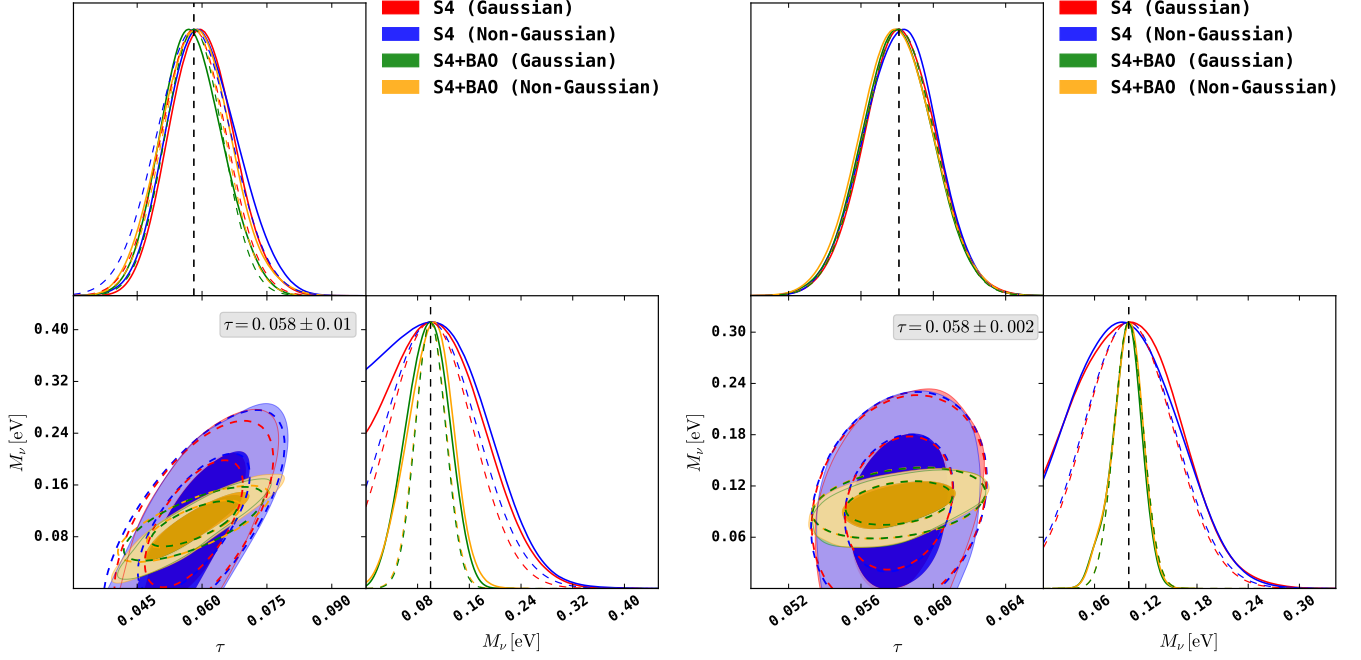 S4 (Gaussian)
S4 (Non-Gaussian)
S4+BAO (Gaussian)
S4+BAO (Non-Gaussian)
τ = 0.058 ± 0.01
0.40
0.32
0.24
0.16
0.08
M_ν [eV]
0.045
0.060
0.075
0.090
τ
0.08
0.16
0.24
0.32
0.40
M_ν [eV]
S4 (Gaussian)
S4 (Non-Gaussian)
S4+BAO (Gaussian)
S4+BAO (Non-Gaussian)
τ = 0.058 ± 0.002
0.30
0.24
0.18
0.12
0.06
M_ν [eV]
0.052
0.056
0.060
0.064
τ
0.06
0.12
0.18
0.24
0.30
M_ν [eV]